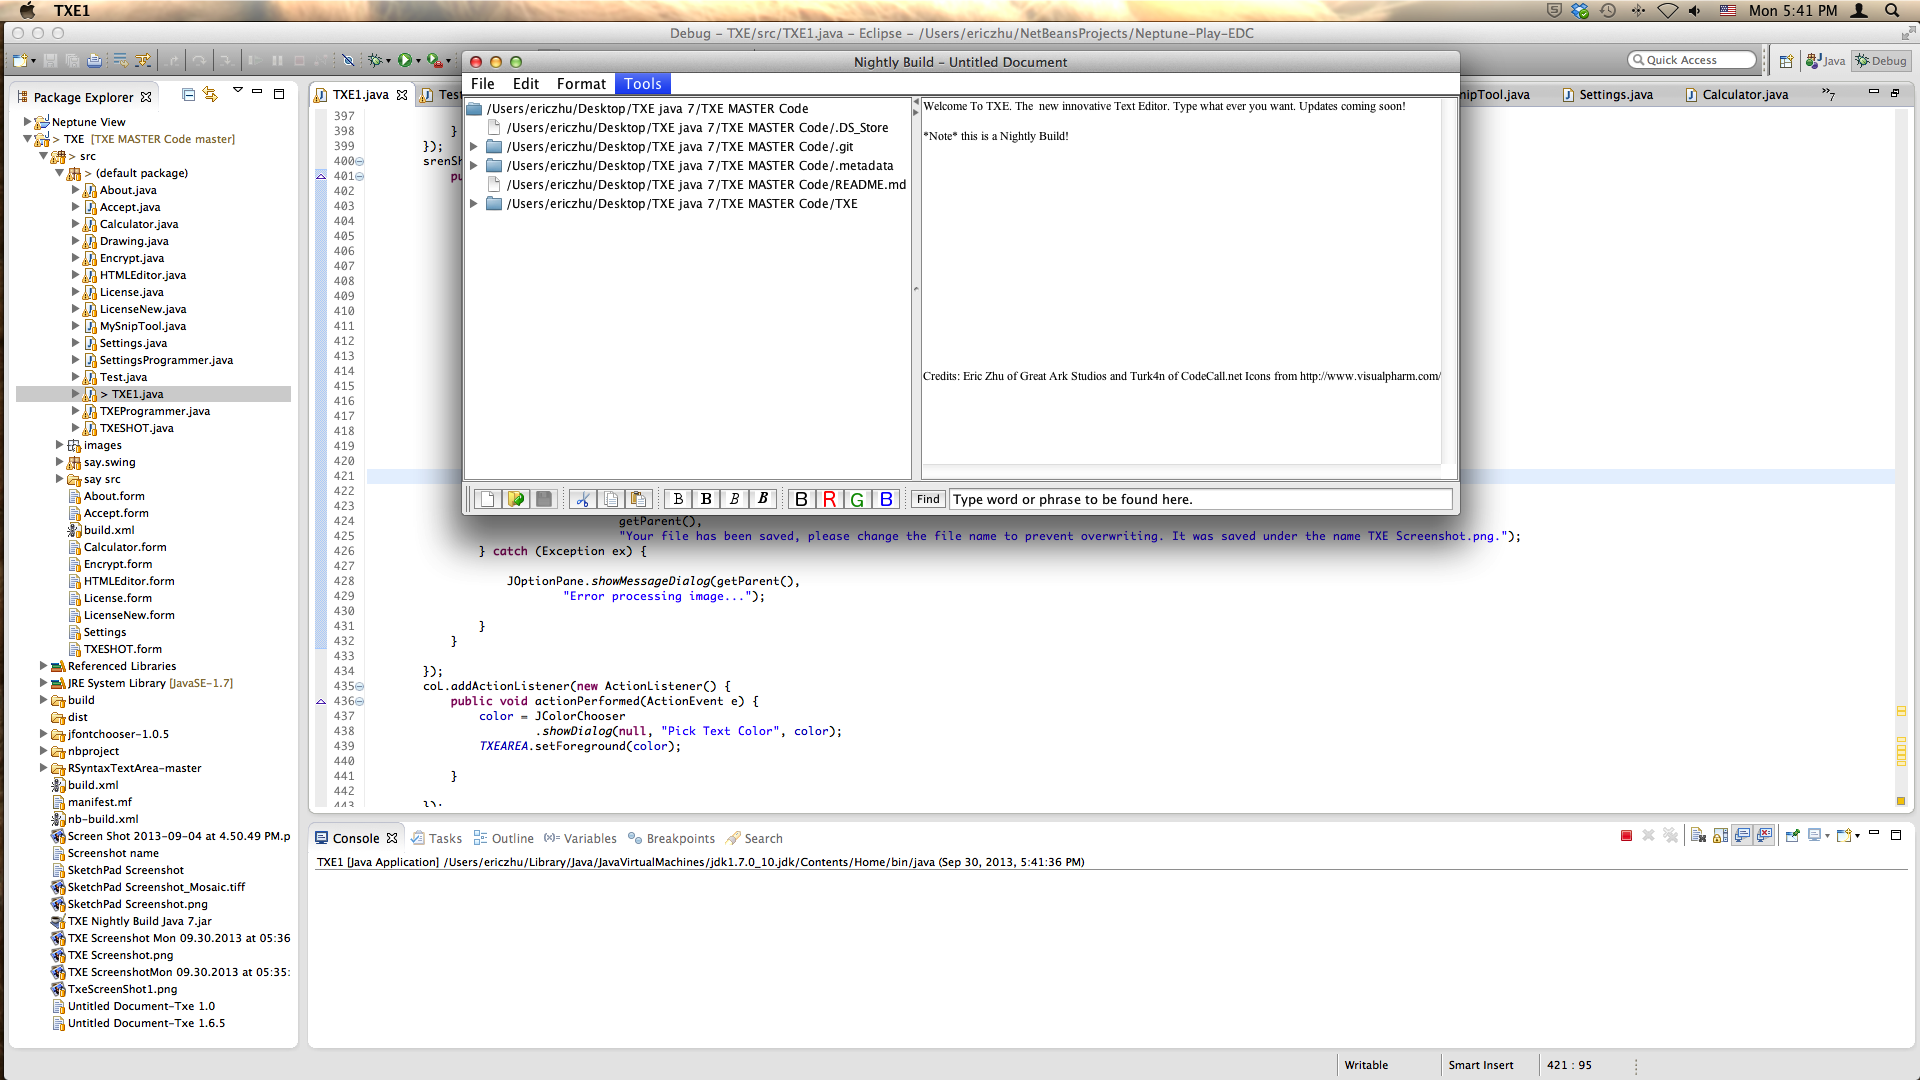 TXE1
Mon 5:41 PM
Debug - TXE/src/TXE1.java - Eclipse - /Users/ericzhu/NetBeansProjects/Neptune-Play-EDC
Quick Access
Java
Debug
Package Explorer
Neptune View
> TXE [TXE MASTER Code master]
> src
> (default package)
About.java
Accept.java
Calculator.java
Drawing.java
Encrypt.java
HTMLEditor.java
License.java
LicenseNew.java
MySnipTool.java
Settings.java
SettingsProgrammer.java
Test.java
> TXE1.java
TXEProgrammer.java
TXESHOT.java
images
say.swing
say src
About.form
Accept.form
build.xml
Calculator.form
Encrypt.form
HTMLEditor.form
License.form
LicenseNew.form
Settings
TXESHOT.form
Referenced Libraries
JRE System Library [JavaSE-1.7]
build
dist
jfontchooser-1.0.5
nbproject
RSyntaxTextArea-master
build.xml
manifest.mf
nb-build.xml
Screen Shot 2013-09-04 at 4.50.49 PM.p
Screenshot name
SketchPad Screenshot
SketchPad Screenshot_Mosaic.tiff
SketchPad Screenshot.png
TXE Nightly Build Java 7.jar
TXE Screenshot Mon 09.30.2013 at 05:36
TXE Screenshot.png
TXE ScreenshotMon 09.30.2013 at 05:35:
TxeScreenShot1.png
Untitled Document-Txe 1.0
Untitled Document-Txe 1.6.5
TXE1.java
Test
nipTool.java
Settings.java
Calculator.java
»7
Nightly Build - Untitled Document
File Edit Format Tools
/Users/ericzhu/Desktop/TXE java 7/TXE MASTER Code
/Users/ericzhu/Desktop/TXE java 7/TXE MASTER Code/.DS_Store
/Users/ericzhu/Desktop/TXE java 7/TXE MASTER Code/.git
/Users/ericzhu/Desktop/TXE java 7/TXE MASTER Code/.metadata
/Users/ericzhu/Desktop/TXE java 7/TXE MASTER Code/README.md
/Users/ericzhu/Desktop/TXE java 7/TXE MASTER Code/TXE
Welcome To TXE. The new innovative Text Editor. Type what ever you want. Updates coming soon!
*Note* this is a Nightly Build!
Credits: Eric Zhu of Great Ark Studios and Turk4n of CodeCall.net Icons from http://www.visualpharm.com/
B B B B B R G B Find Type word or phrase to be found here.
397
398 }
399 });
400 srenSh
401 pu
402
403
404
405
406
407
408
409
410
411
412
413
414
415
416
417
418
419
420
421
422
423
424 getParent(),
425 "Your file has been saved, please change the file name to prevent overwriting. It was saved under the name TXE Screenshot.png.");
426 } catch (Exception ex) {
427
428 JOptionPane.showMessageDialog(getParent(),
429 "Error processing image...");
430
431 }
432 }
433
434 });
435 coL.addActionListener(new ActionListener() {
436 public void actionPerformed(ActionEvent e) {
437 color = JColorChooser
438 .showDialog(null, "Pick Text Color", color);
439 TXEAREA.setForeground(color);
440
441 }
442
443 });
Console Tasks Outline Variables Breakpoints Search
TXE1 [Java Application] /Users/ericzhu/Library/Java/JavaVirtualMachines/jdk1.7.0_10.jdk/Contents/Home/bin/java (Sep 30, 2013, 5:41:36 PM)
Writable
Smart Insert
421 : 95